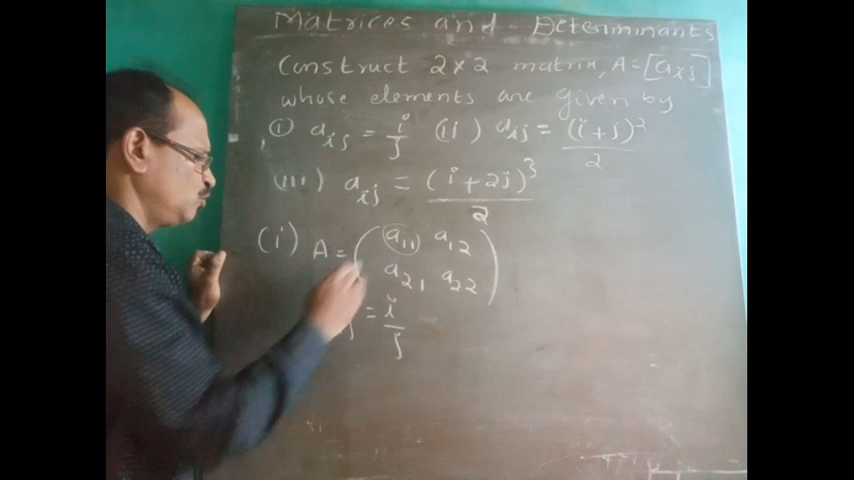 Matrices and Determinants
Construct 2×2 matrix, A = [aij]
whose elements are given by
(i) aij = i/j (ii) aij = (i+j)²/2
(iii) aij = (i+2j)³/2
(i) A = ( a11 a12
a21 a22 )
j = i/j